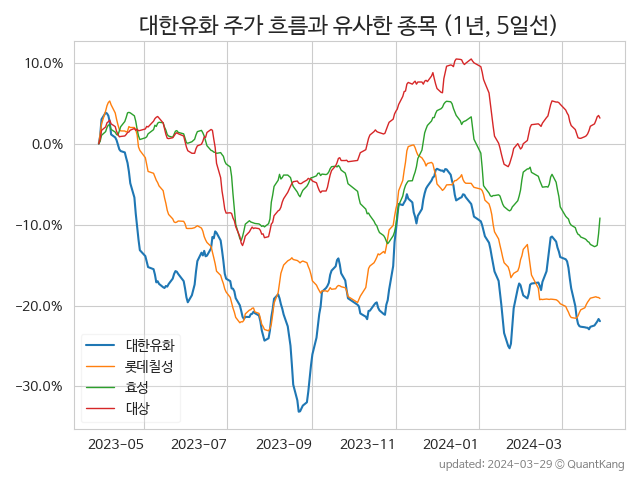 대한유화 주가 흐름과 유사한 종목 (1년, 5일선)
10.0%
0.0%
−10.0%
−20.0%
−30.0%
대한유화
롯데칠성
효성
대상
2023-05 2023-07 2023-09 2023-11 2024-01 2024-03
updated: 2024-03-29 © QuantKang